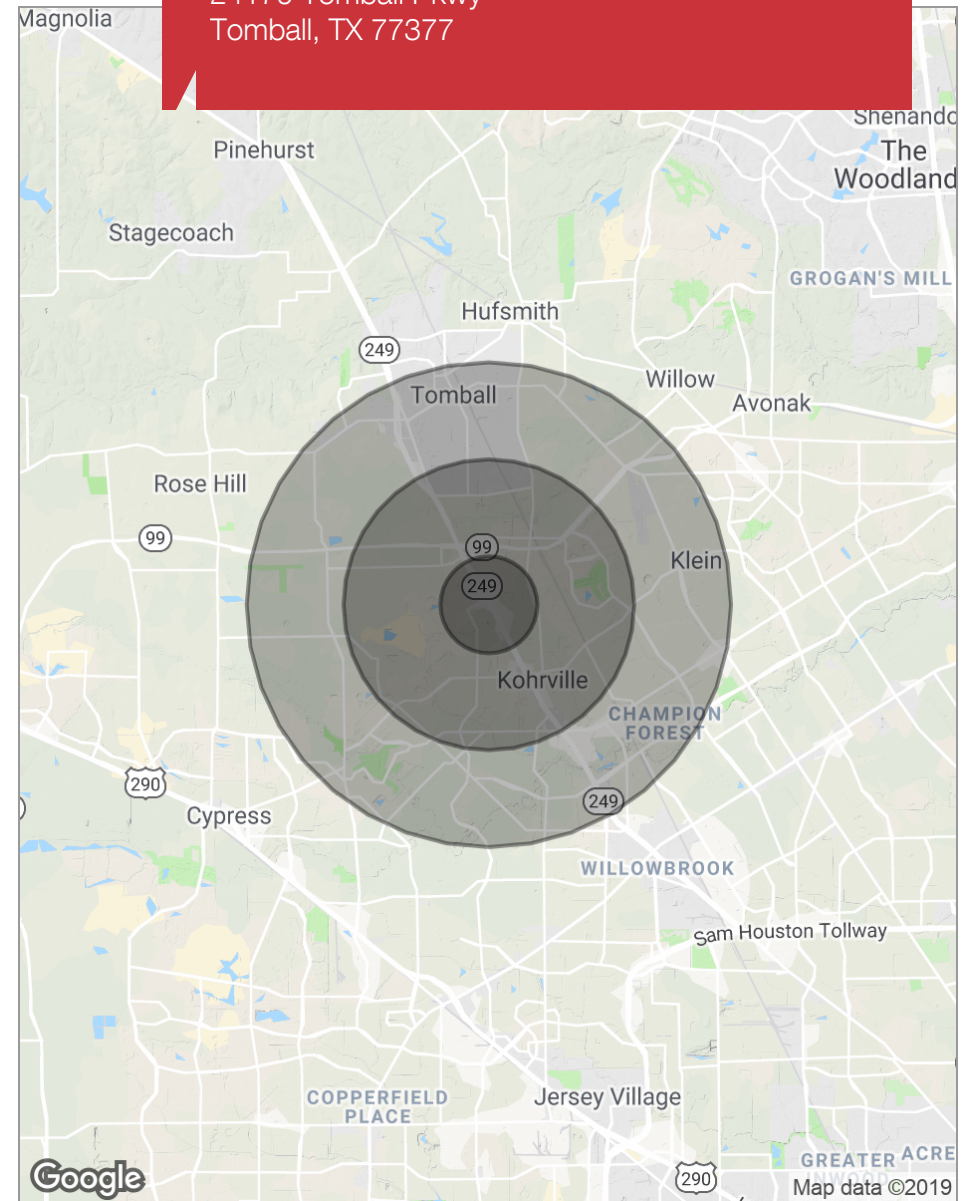 Tomball, TX 77377
Magnolia
Pinehurst
The
Stagecoach
GROGAN'S MILL
Hufsmith
249
Willow
Tomball
Avonak
Rose Hill
99
99
Klein
249
Kohrville
CHAMPION
FOREST
290
249
Cypress
WILLOWBROOK
Sam Houston Tollway
COPPERFIELD
PLACE
Jersey Village
GREATER
ACRE
290
Google
Map data ©2019